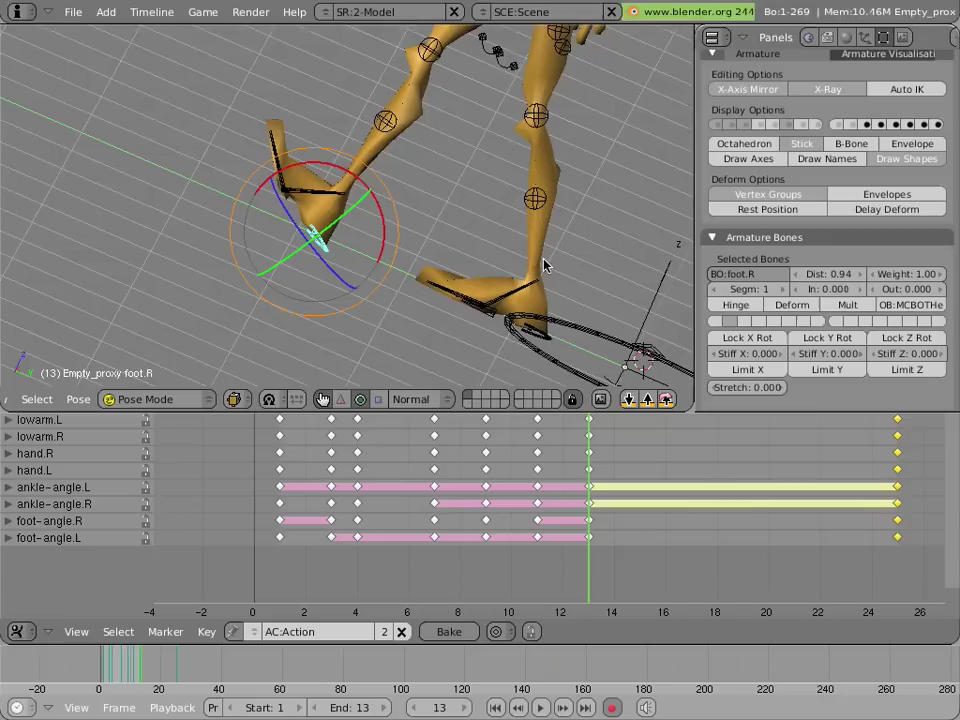 File Add Timeline Game Render Help SR:2-Model SCE:Scene www.blender.org 244 Bo:1-269 | Mem:10.46M Empty_prox
Panels
Armature Armature Visualisati
Editing Options
X-Axis Mirror X-Ray Auto IK
Display Options
Octahedron Stick B-Bone Envelope
Draw Axes Draw Names Draw Shapes
Deform Options
Vertex Groups Envelopes
Rest Position Delay Deform
Armature Bones
Selected Bones
BO:foot.R Dist: 0.94 Weight: 1.00
Segm: 1 In: 0.000 Out: 0.000
Hinge Deform Mult OB:MCBOTHe
Lock X Rot Lock Y Rot Lock Z Rot
Stiff X: 0.000 Stiff Y: 0.000 Stiff Z: 0.000
Limit X Limit Y Limit Z
Stretch: 0.000
z
z
y
(13) Empty_proxy foot.R
Select Pose Pose Mode Normal
lowarm.L
lowarm.R
hand.R
hand.L
ankle-angle.L
ankle-angle.R
foot-angle.R
foot-angle.L
-4 -2 0 2 4 6 8 10 12 14 16 18 20 22 24 26
View Select Marker Key AC:Action 2 Bake
-20 0 20 40 60 80 100 120 140 160 180 200 220 240 260 280
View Frame Playback Pr Start: 1 End: 13 13